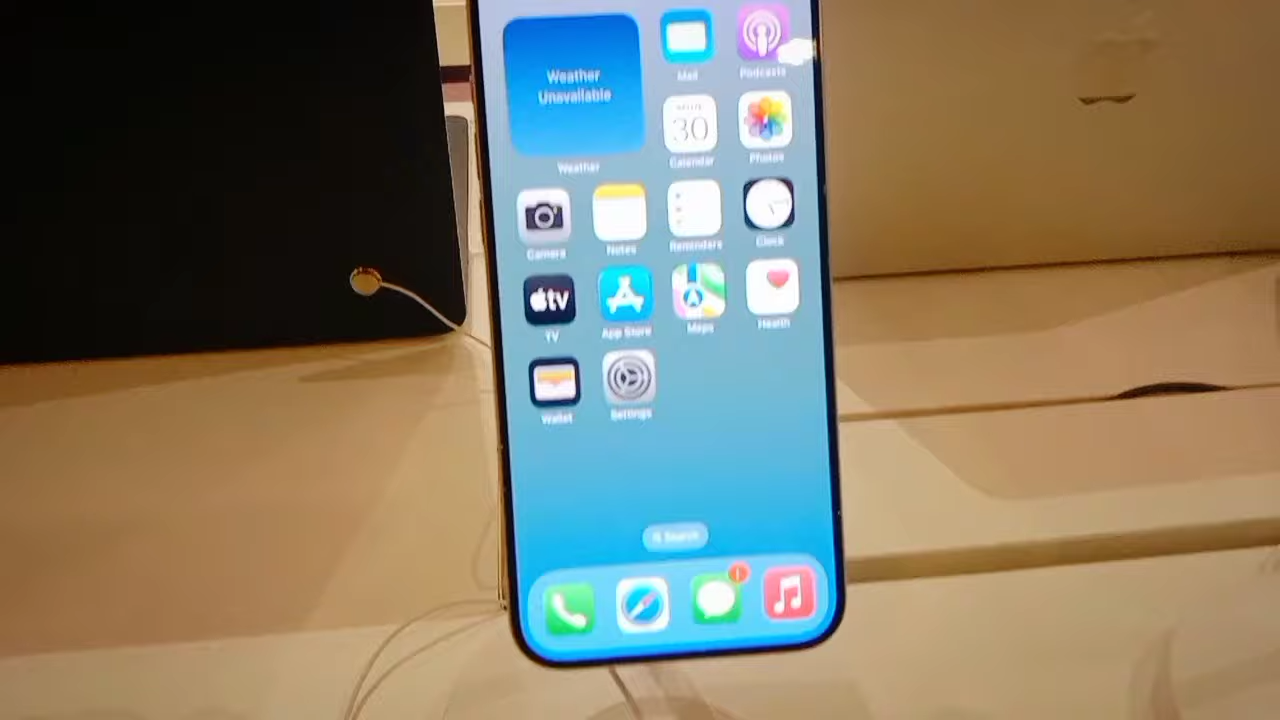 Weather
Unavailable
Weather
Mail
Podcasts
30
Calendar
Photos
Camera
Notes
Reminders
Clock
tv
TV
App Store
Maps
Health
Wallet
Settings
Search